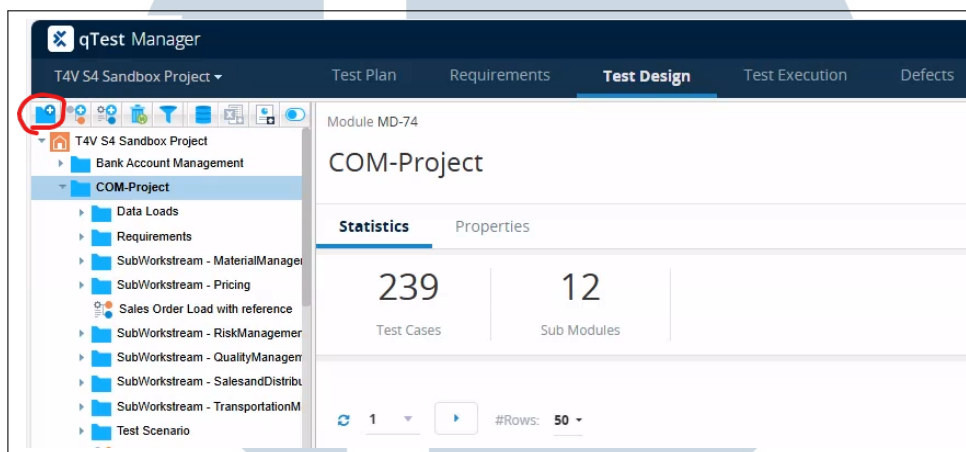 qTest Manager
T4V S4 Sandbox Project
Test Plan
Requirements
Test Design
Test Execution
Defects
T4V S4 Sandbox Project
Bank Account Management
COM-Project
Data Loads
Requirements
SubWorkstream - MaterialManager
SubWorkstream - Pricing
Sales Order Load with reference
SubWorkstream - RiskManagemer
SubWorkstream - QualityManagem
SubWorkstream - SalesandDistribu
SubWorkstream - TransportationM
Test Scenario
Module MD-74
COM-Project
Statistics
Properties
239
12
Test Cases
Sub Modules
1
#Rows: 50